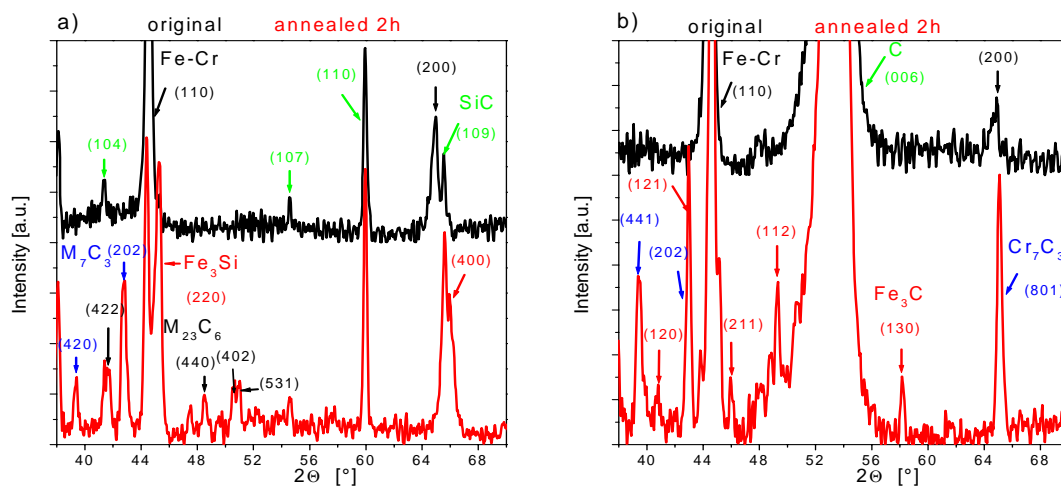 a)
original
annealed 2h
Fe-Cr
(110)
(110)
(200)
SiC
(109)
(104)
(107)
M7C3
(202)
Fe3Si
(220)
(400)
(422)
M23C6
(420)
(440)
(402)
(531)
Intensity [a.u.]
40 44 48 52 56 60 64 68
2Θ [°]
b)
original
annealed 2h
Fe-Cr
(110)
C
(006)
(200)
(121)
(441)
(202)
(112)
Cr7C3
(801)
Fe3C
(130)
(120)
(211)
Intensity [a.u.]
40 44 48 52 56 60 64 68
2Θ [°]